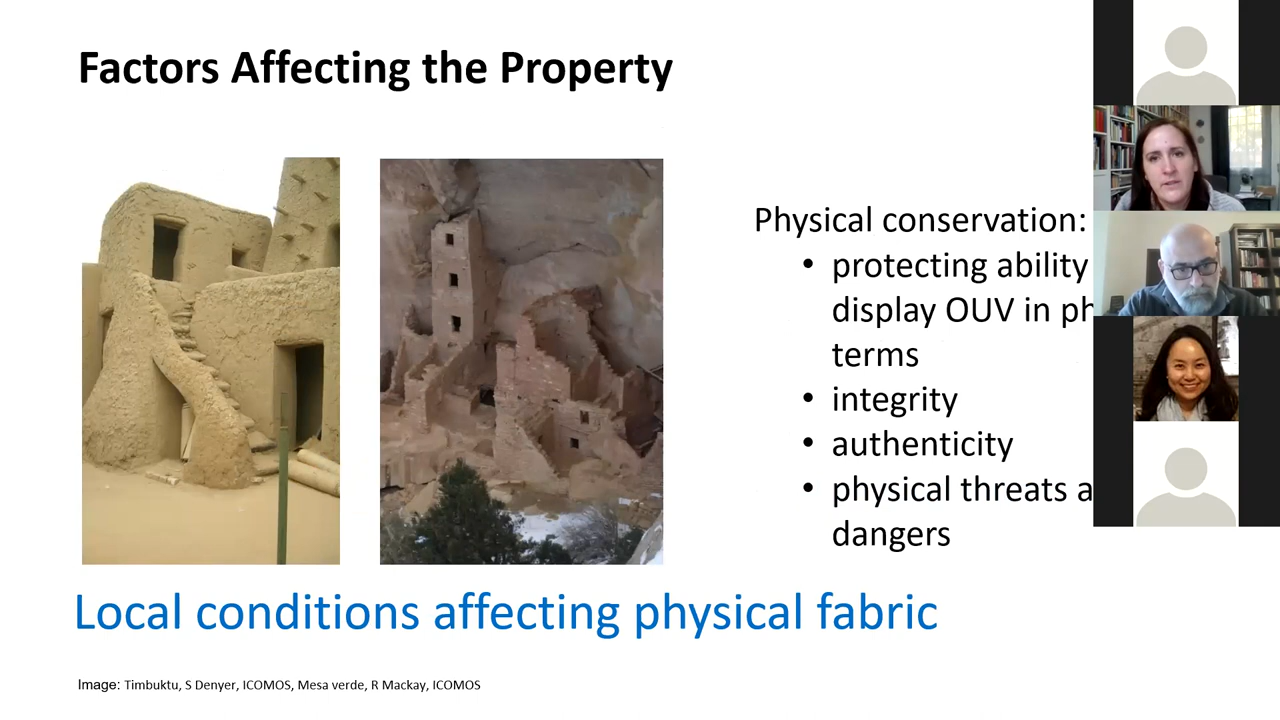 Factors Affecting the Property
Physical conservation:
• protecting ability
display OUV in
terms
• integrity
• authenticity
• physical threats
dangers
Local conditions affecting physical fabric
Image: Timbuktu, S Denyer, ICOMOS, Mesa verde, R Mackay, ICOMOS